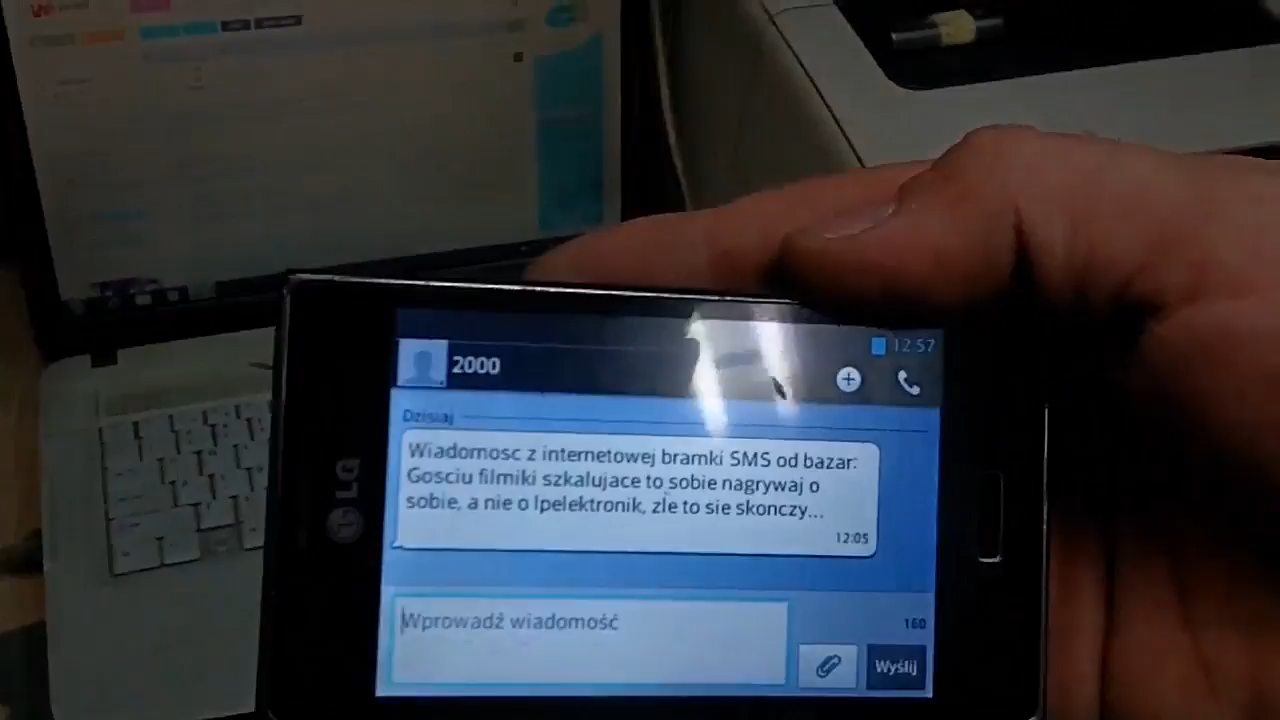 12:57
2000
Dzisiaj
Wiadomosc z internetowej bramki SMS od bazar:
Gosciu filmiki szkalujace to sobie nagrywaj o
sobie, a nie o lpelektronik, zle to sie skonczy...
12:05
Wprowadź wiadomość
160
Wyślij
LG